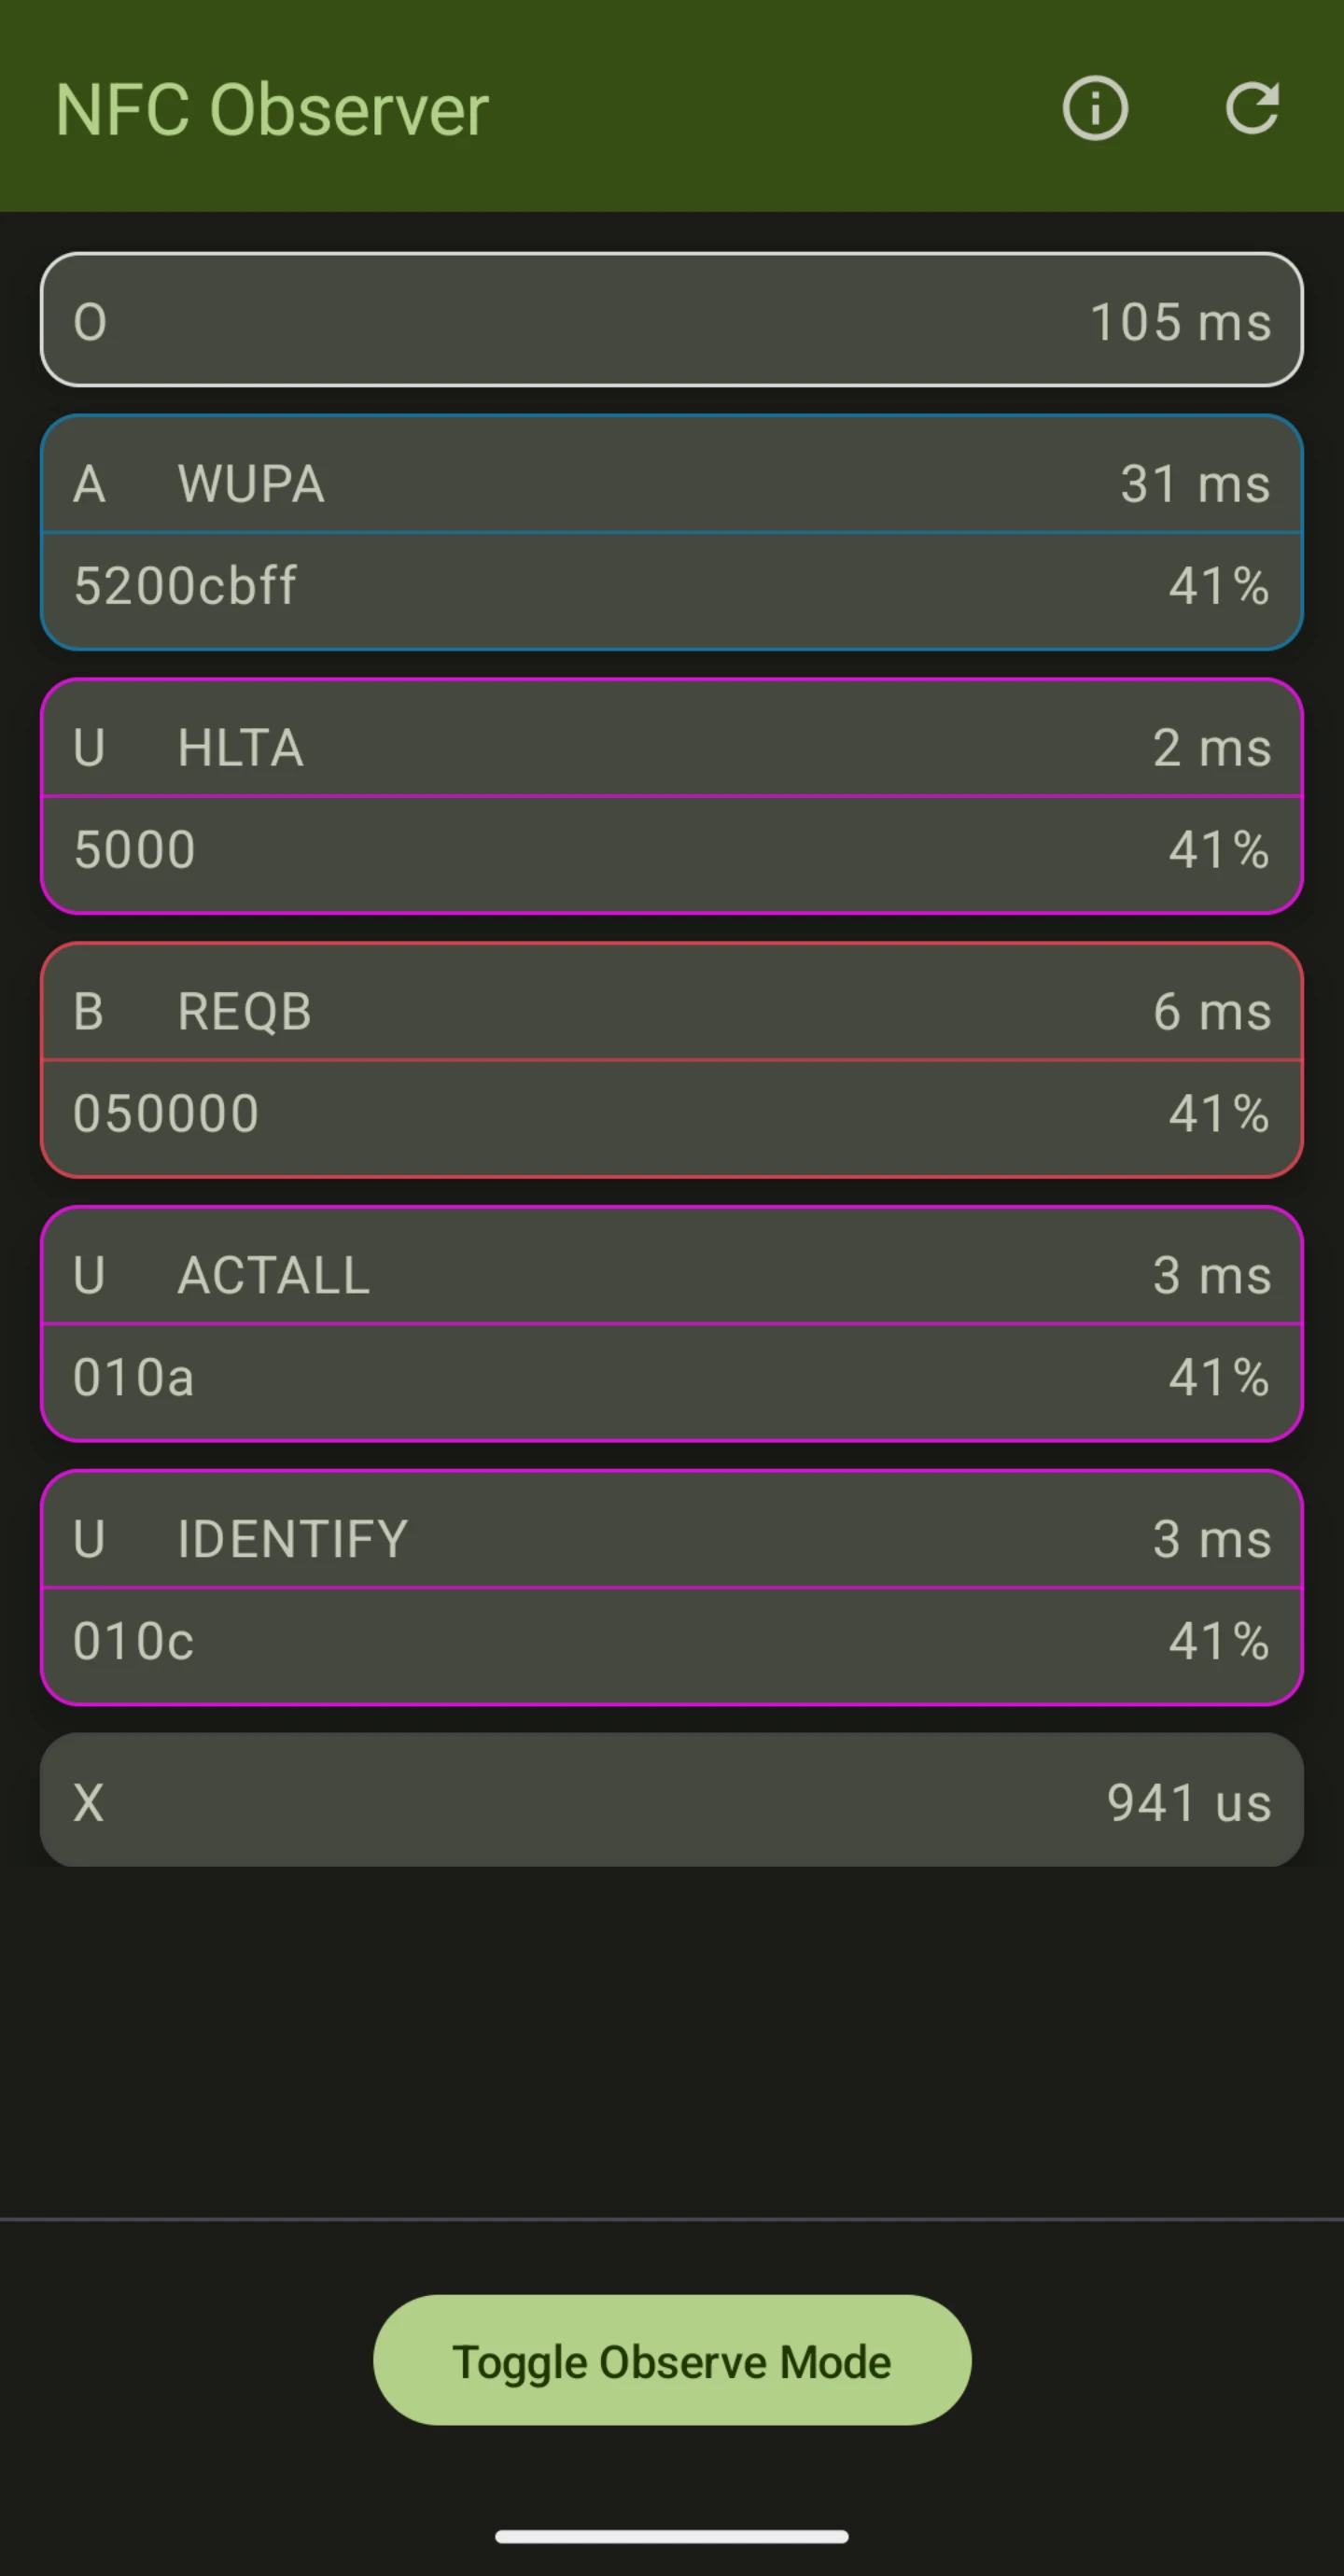 NFC Observer
O 105 ms
A WUPA 31 ms
5200cbff 41%
U HLTA 2 ms
5000 41%
B REQB 6 ms
050000 41%
U ACTALL 3 ms
010a 41%
U IDENTIFY 3 ms
010c 41%
X 941 us
Toggle Observe Mode